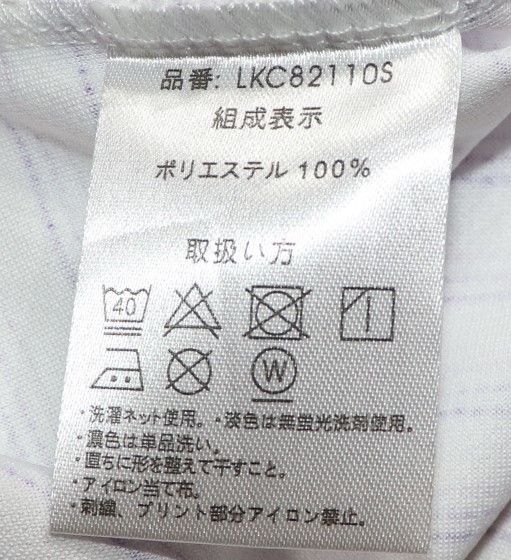 品番: LKC82110S
組成表示
ポリエステル 100%
取扱い方
40
W
・洗濯ネット使用。・淡色は無蛍光洗剤使用。
・濃色は単品洗い。
・直ちに形を整えて干すこと。
・アイロン当て布。
・刺繍、プリント部分アイロン禁止。